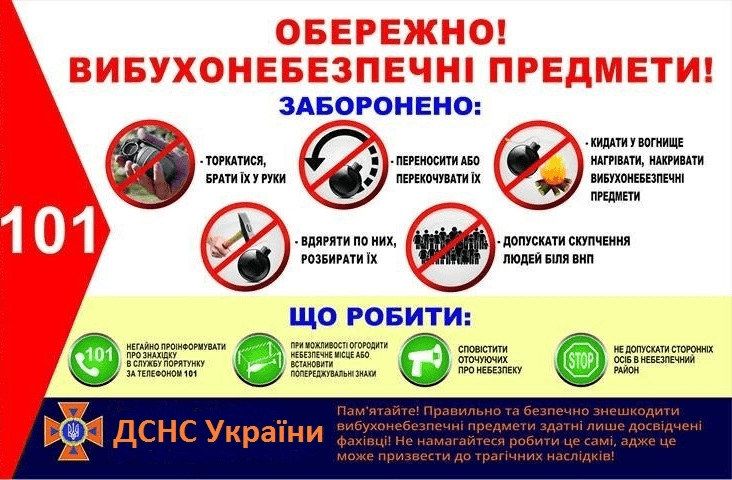 ОБЕРЕЖНО!
ВИБУХОНЕБЕЗПЕЧНІ ПРЕДМЕТИ!
ЗАБОРОНЕНО:
- ТОРКАТИСЯ,
БРАТИ ЇХ У РУКИ
- ПЕРЕНОСИТИ АБО
ПЕРЕКОЧУВАТИ ЇХ
- КИДАТИ У ВОГНИЩЕ
НАГРІВАТИ, НАКРИВАТИ
ВИБУХОНЕБЕЗПЕЧНІ
ПРЕДМЕТИ
101
- ВДЯРЯТИ ПО НИХ,
РОЗБИРАТИ ЇХ
- ДОПУСКАТИ СКУПЧЕННЯ
ЛЮДЕЙ БІЛЯ ВНП
ЩО РОБИТИ:
101
НЕГАЙНО ПРОІНФОРМУВАТИ
ПРО ЗНАХІДКУ
В СЛУЖБУ ПОРЯТУНКУ
ЗА ТЕЛЕФОНОМ 101
ПРИ МОЖЛИВОСТІ ОГОРОДИТИ
НЕБЕЗПЕЧНЕ МІСЦЕ АБО
ВСТАНОВИТИ
ПОПЕРЕДЖУВАЛЬНІ ЗНАКИ
СПОВІСТИТИ
ОТОЧУЮЧИХ
ПРО НЕБЕЗПЕКУ
STOP
НЕ ДОПУСКАТИ СТОРОННІХ
ОСІБ В НЕБЕЗПЕЧНИЙ
РАЙОН
ДСНС України
Пам'ятайте! Правильно та безпечно знешкодити
вибухонебезпечні предмети здатні лише досвідчені
фахівці! Не намагайтеся робити це самі, адже це
може призвести до трагічних наслідків!